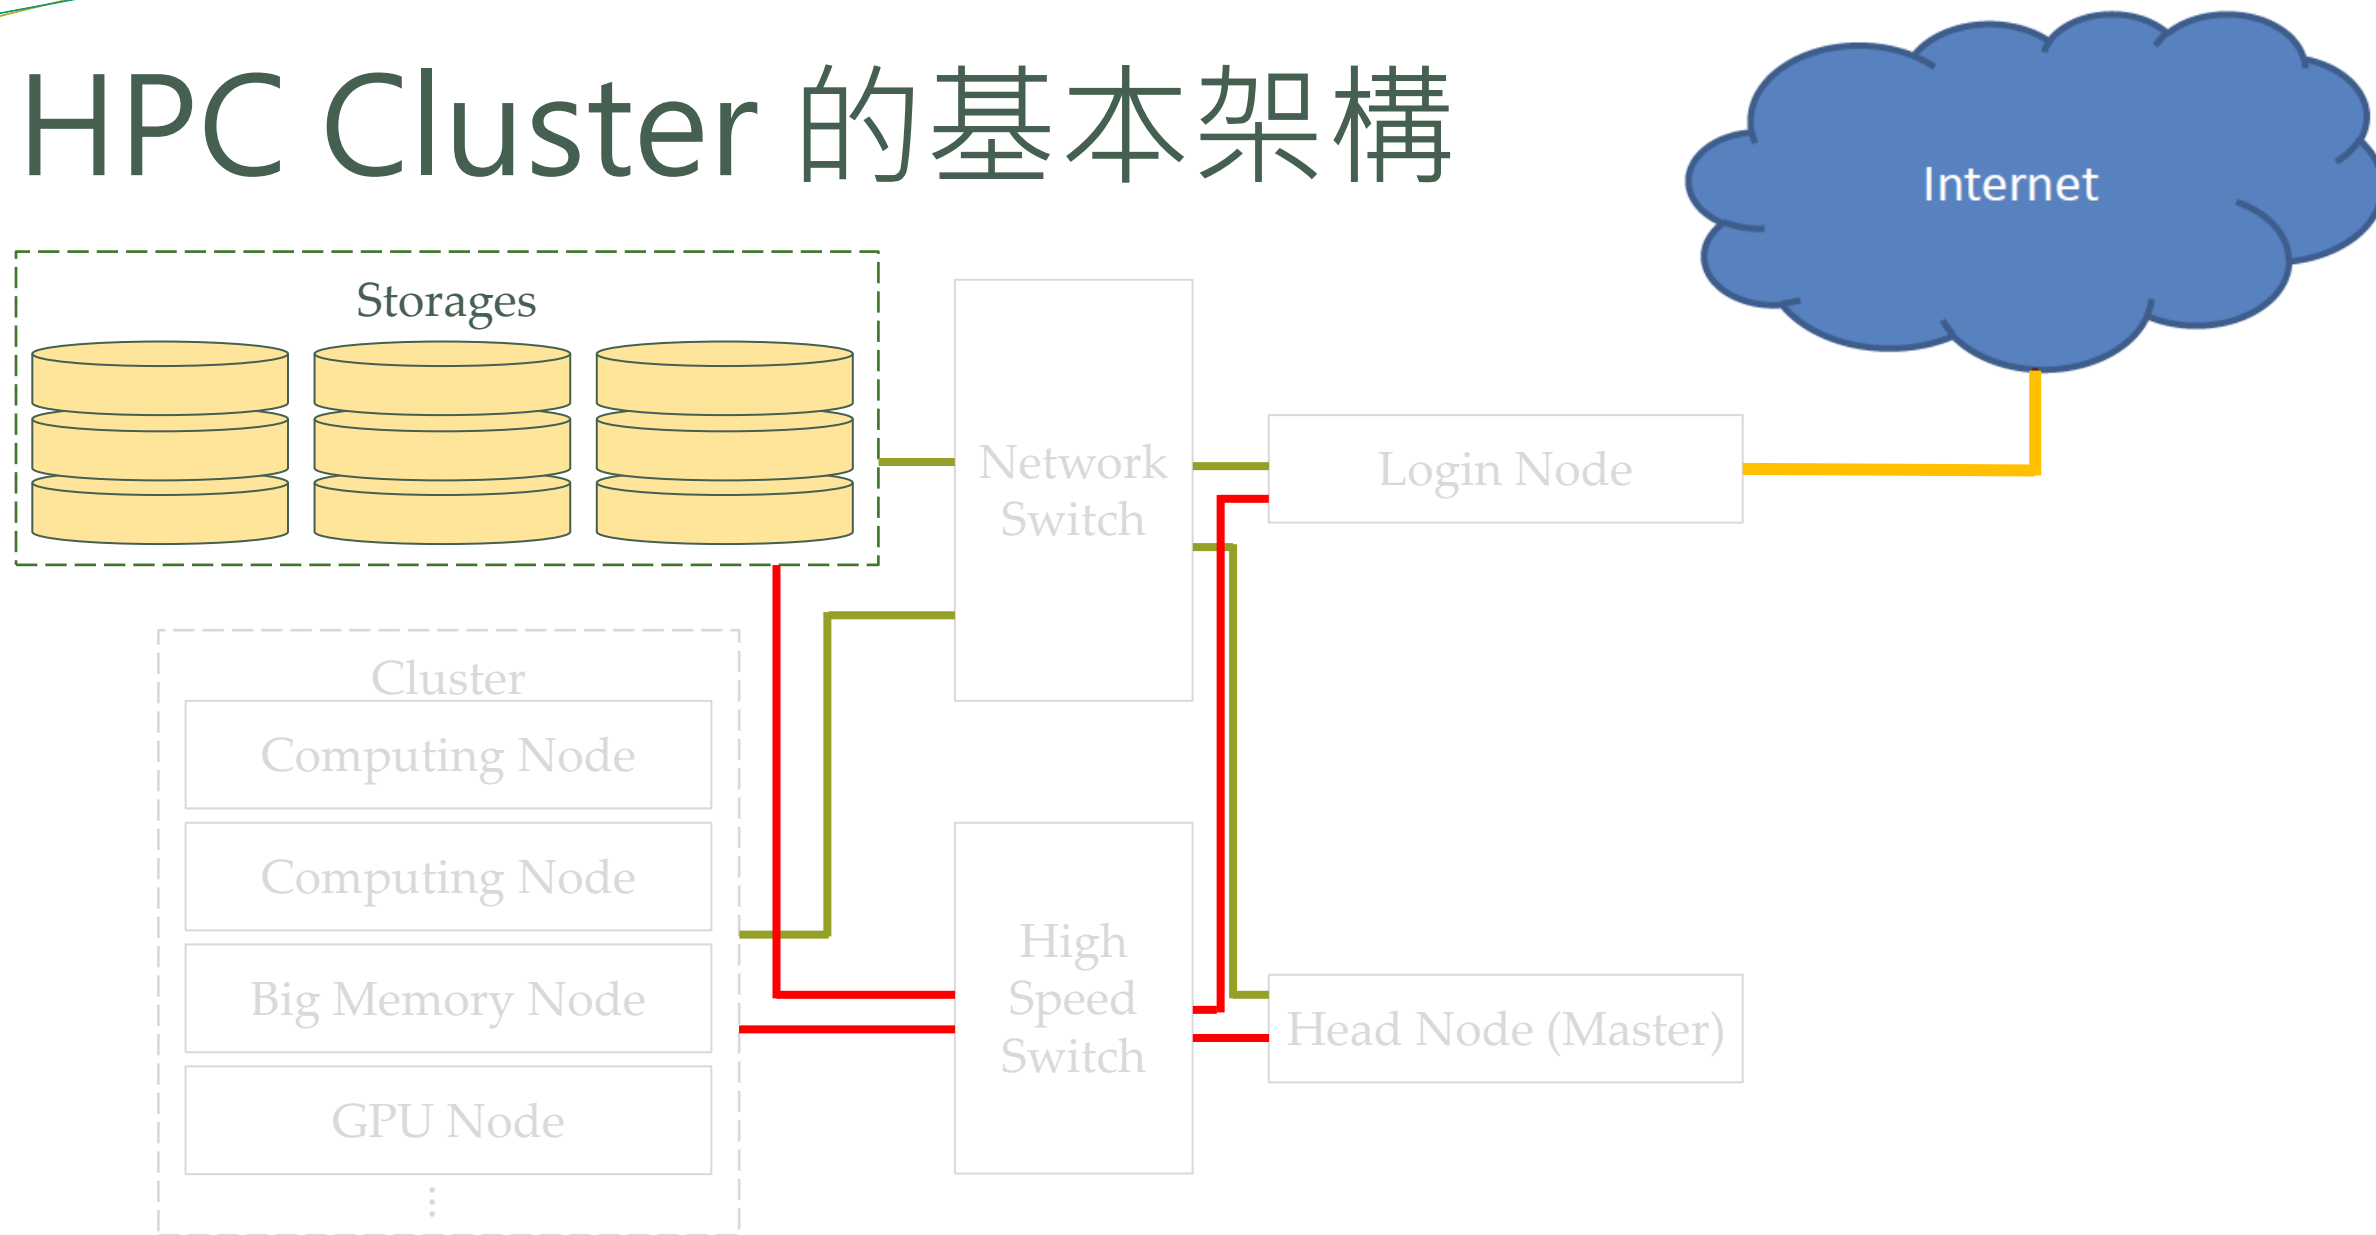 HPC Cluster 的基本架構
Internet
Storages
Network
Switch
Login Node
Cluster
Computing Node
Computing Node
Big Memory Node
GPU Node
⋮
High
Speed
Switch
Head Node (Master)